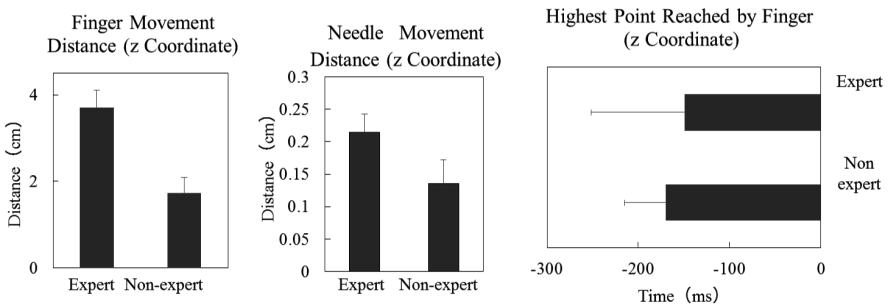 Finger Movement
Distance (z Coordinate)
4
2
0
Distance (cm)
Expert Non-expert
Needle Movement
Distance (z Coordinate)
0.3
0.25
0.2
0.15
0.1
0.05
0
Distance (cm)
Expert Non-expert
Highest Point Reached by Finger
(z Coordinate)
Expert
Non
expert
-300 -200 -100 0
Time (ms)